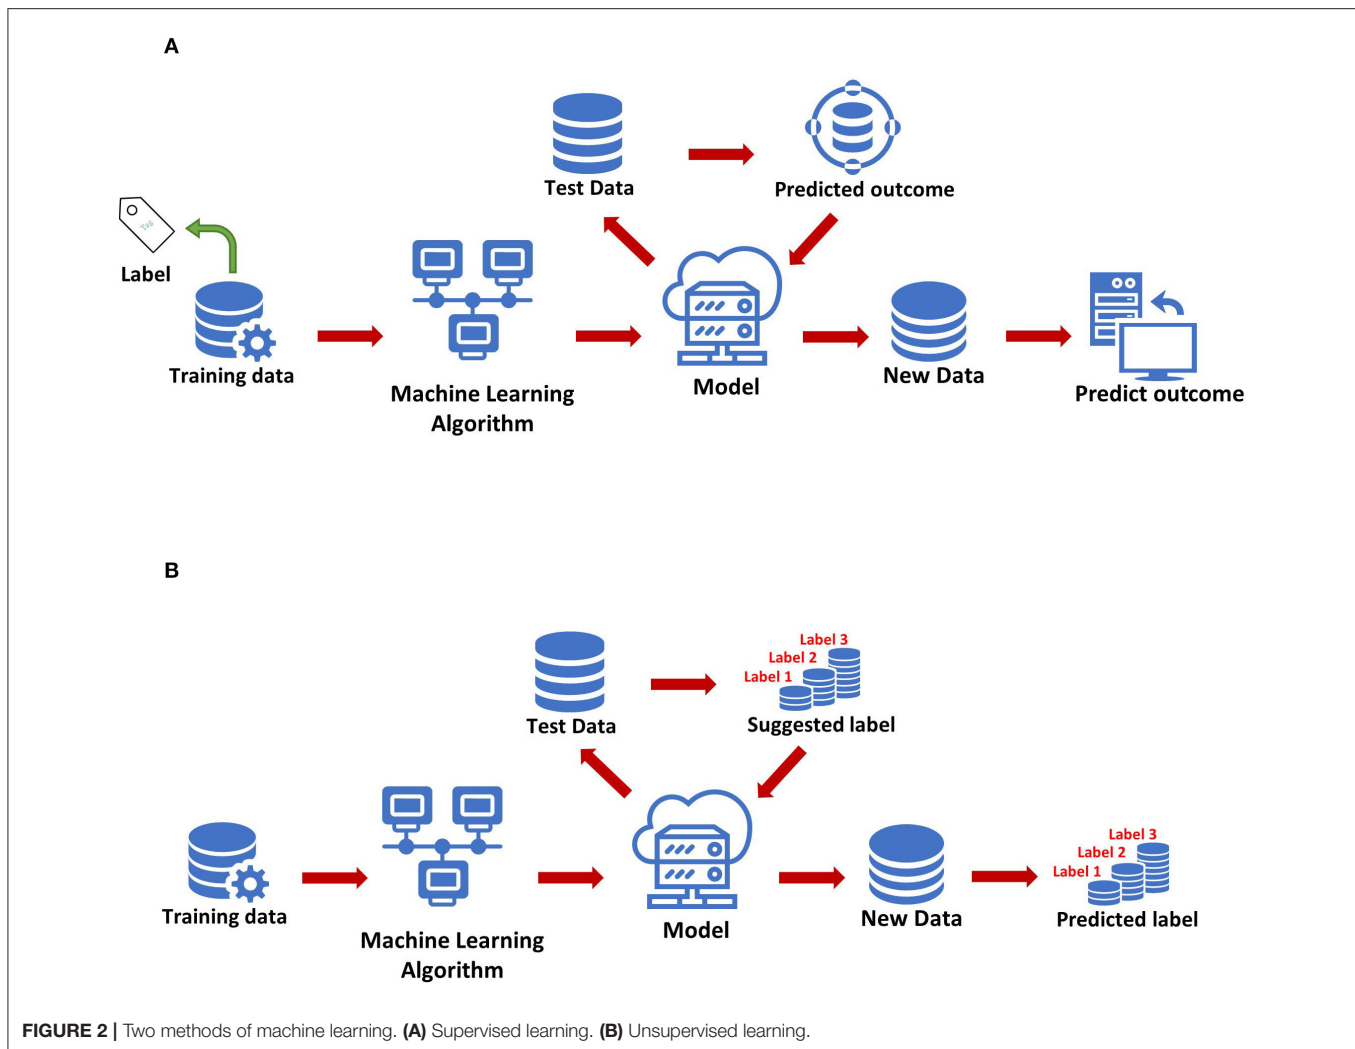 A
Test Data
Predicted outcome
Tag
Label
Training data
Machine Learning
Algorithm
Model
New Data
Predict outcome
B
Label 3
Label 2
Label 1
Test Data
Suggested label
Training data
Machine Learning
Algorithm
Model
New Data
Label 3
Label 2
Label 1
Predicted label
FIGURE 2 | Two methods of machine learning. (A) Supervised learning. (B) Unsupervised learning.